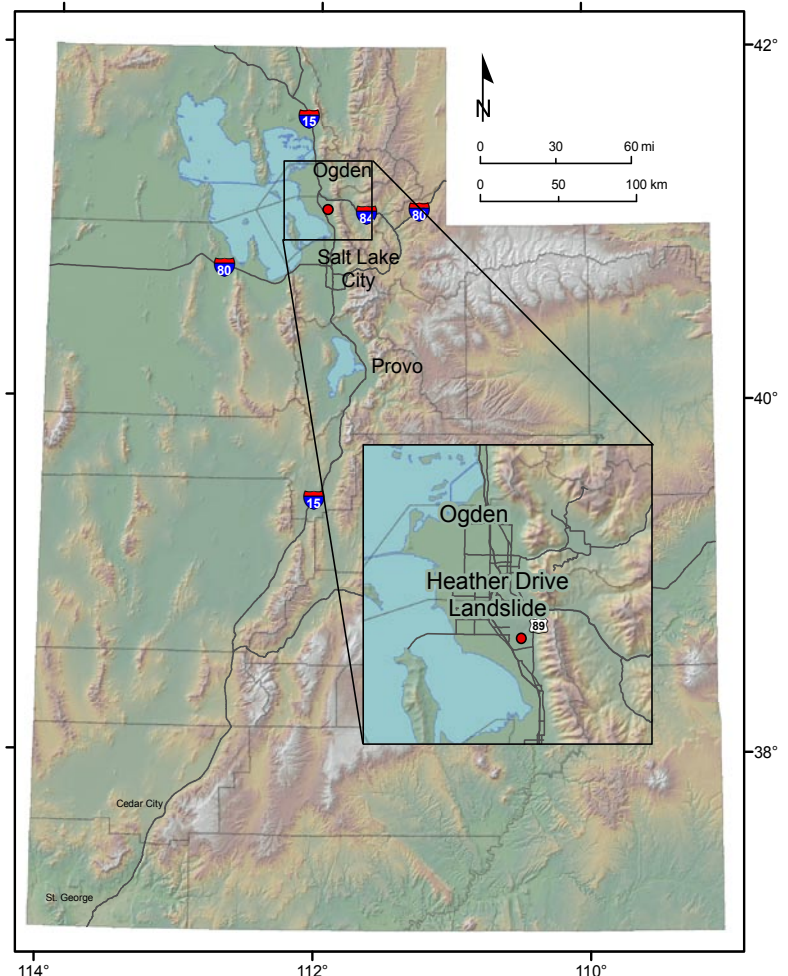 42°
N
15
0 30 60 mi
0 50 100 km
Ogden
84
80
Salt Lake
City
80
Provo
40°
15
Ogden
Heather Drive
Landslide
89
38°
Cedar City
St. George
114°
112°
110°